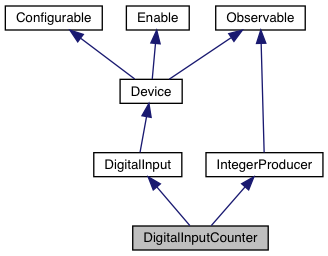 Configurable
Enable
Observable
Device
DigitalInput
IntegerProducer
DigitalInputCounter